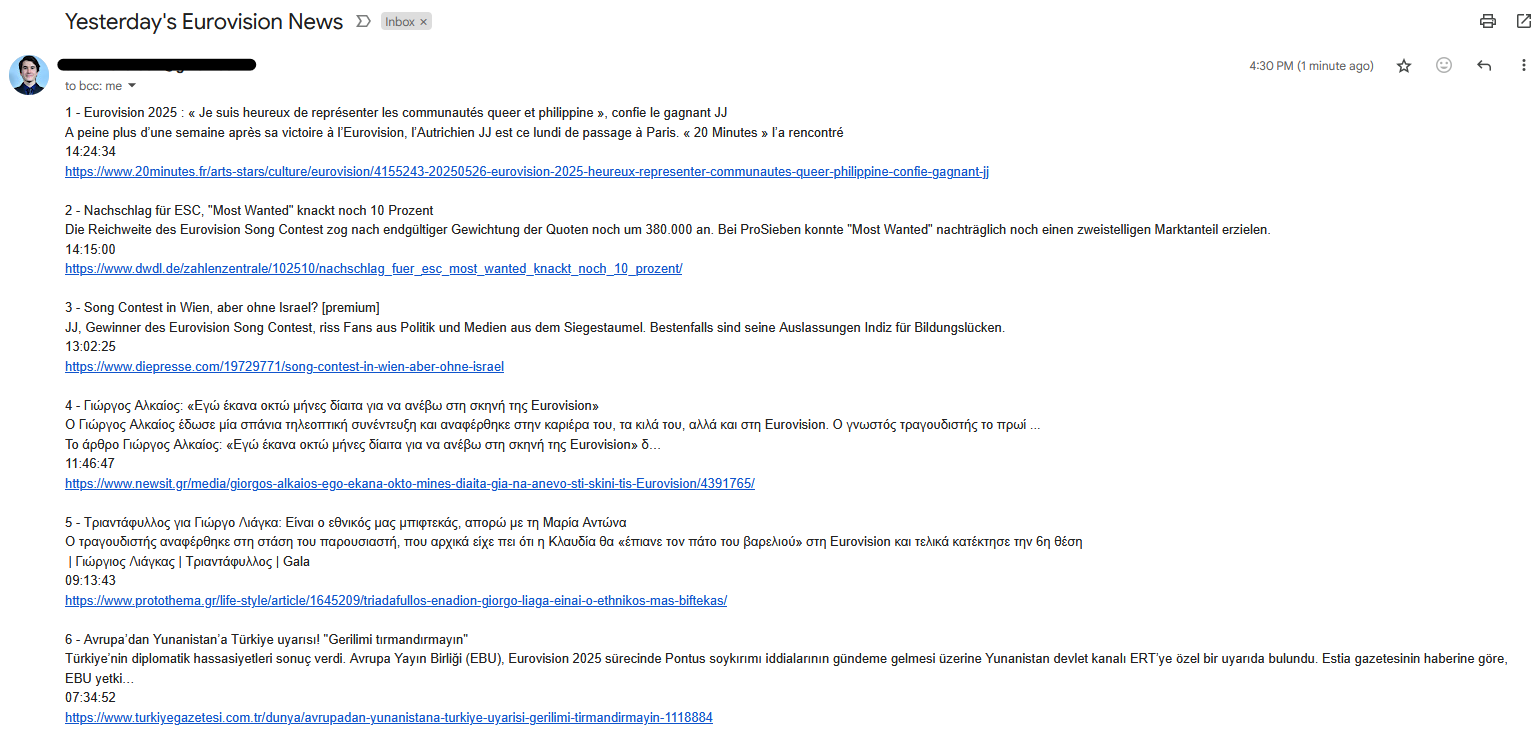 Yesterday's Eurovision News
Inbox ×
4:30 PM (1 minute ago)
to bcc: me
1 - Eurovision 2025 : « Je suis heureux de représenter les communautés queer et philippine », confie le gagnant JJ
A peine plus d’une semaine après sa victoire à l’Eurovision, l’Autrichien JJ est ce lundi de passage à Paris. « 20 Minutes » l’a rencontré
14:24:34
https://www.20minutes.fr/arts-stars/culture/eurovision/4155243-20250526-eurovision-2025-heureux-representer-communautes-queer-philippine-confie-gagnant-jj
2 - Nachschlag für ESC, "Most Wanted" knackt noch 10 Prozent
Die Reichweite des Eurovision Song Contest zog nach endgültiger Gewichtung der Quoten noch um 380.000 an. Bei ProSieben konnte "Most Wanted" nachträglich noch einen zweistelligen Marktanteil erzielen.
14:15:00
https://www.dwdl.de/zahlenzentrale/102510/nachschlag_fuer_esc_most_wanted_knackt_noch_10_prozent/
3 - Song Contest in Wien, aber ohne Israel? [premium]
JJ, Gewinner des Eurovision Song Contest, riss Fans aus Politik und Medien aus dem Siegestaumel. Bestenfalls sind seine Auslassungen Indiz für Bildungslücken.
13:02:25
https://www.diepresse.com/19729771/song-contest-in-wien-aber-ohne-israel
4 - Γιώργος Αλκαίος: «Εγώ έκανα οκτώ μήνες δίαιτα για να ανέβω στη σκηνή της Eurovision»
Ο Γιώργος Αλκαίος έδωσε μία σπάνια τηλεοπτική συνέντευξη και αναφέρθηκε στην καριέρα του, τα κιλά του, αλλά και στη Eurovision. Ο γνωστός τραγουδιστής το πρωί ...
Το άρθρο Γιώργος Αλκαίος: «Εγώ έκανα οκτώ μήνες δίαιτα για να ανέβω στη σκηνή της Eurovision» δ…
11:46:47
https://www.newsit.gr/media/giorgos-alkaios-ego-ekana-okto-mines-diaita-gia-na-anevo-sti-skini-tis-Eurovision/4391765/
5 - Τριαντάφυλλος για Γιώργο Λιάγκα: Είναι ο εθνικός μας μπιφτεκάς, απορώ με τη Μαρία Αντώνα
Ο τραγουδιστής αναφέρθηκε στη στάση του παρουσιαστή, που αρχικά είχε πει ότι η Κλαυδία θα «έπιανε τον πάτο του βαρελιού» στη Eurovision και τελικά κατέκτησε την 6η θέση
| Γιώργιος Λιάγκας | Τριαντάφυλλος | Gala
09:13:43
https://www.protothema.gr/life-style/article/1645209/triadafullos-enadion-giorgo-liaga-einai-o-ethnikos-mas-biftekas/
6 - Avrupa’dan Yunanistan’a Türkiye uyarısı! "Gerilimi tırmandırmayın"
Türkiye’nin diplomatik hassasiyetleri sonuç verdi. Avrupa Yayın Birliği (EBU), Eurovision 2025 sürecinde Pontus soykırımı iddialarının gündeme gelmesi üzerine Yunanistan devlet kanalı ERT’ye özel bir uyarıda bulundu. Estia gazetesinin haberine göre,
EBU yetki…
07:34:52
https://www.turkiyegazetesi.com.tr/dunya/avrupadan-yunanistana-turkiye-uyarisi-gerilimi-tirmandirmayin-1118884